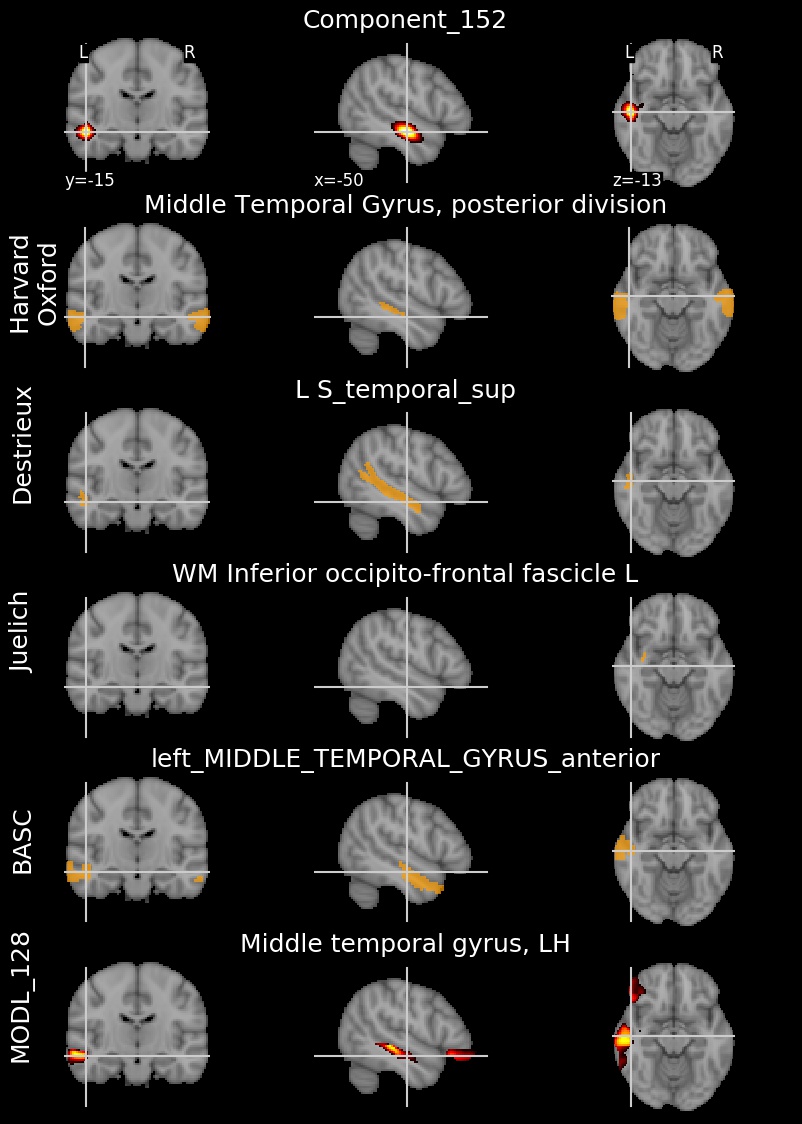 Component_152
L R
L R
y=-15
x=-50
z=-13
Middle Temporal Gyrus, posterior division
Harvard
Oxford
L S_temporal_sup
Destrieux
WM Inferior occipito-frontal fascicle L
Juelich
left_MIDDLE_TEMPORAL_GYRUS_anterior
BASC
Middle temporal gyrus, LH
MODL_128